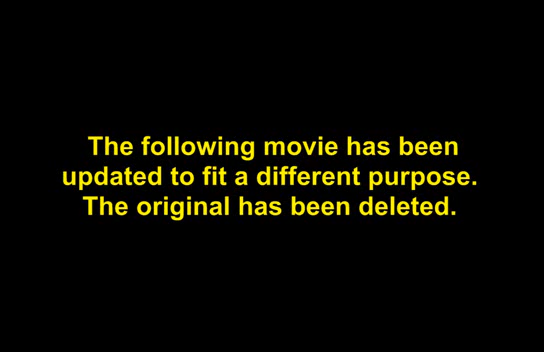 The following movie has been
updated to fit a different purpose.
The original has been deleted.